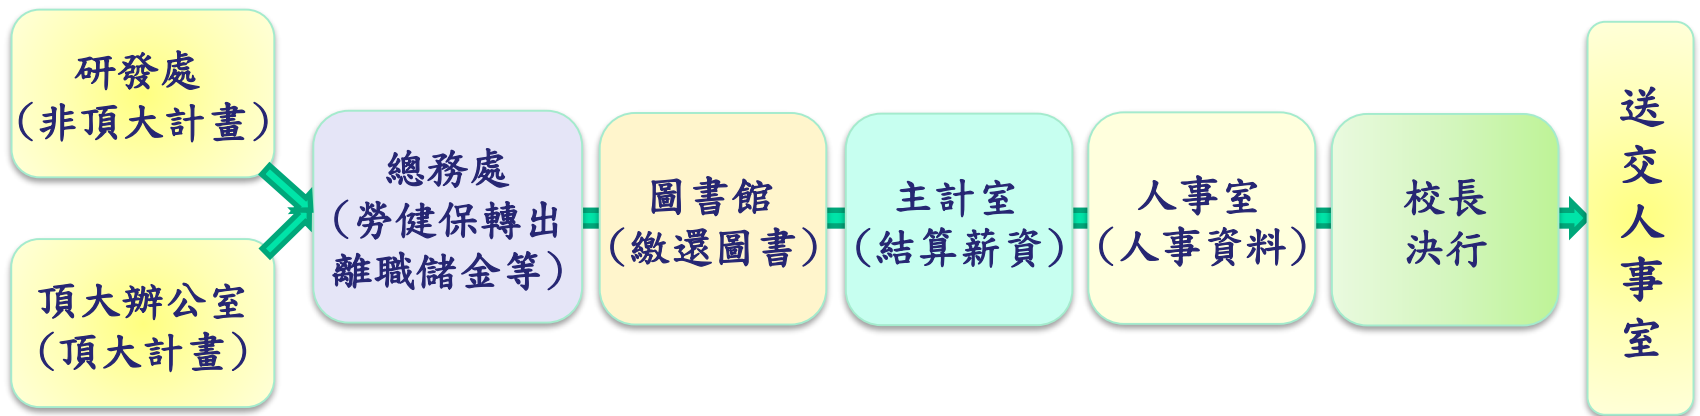 研發處
（非頂大計畫）
頂大辦公室
（頂大計畫）
總務處
（勞健保轉出
離職儲金等）
圖書館
（繳還圖書）
主計室
（結算薪資）
人事室
（人事資料）
校長
決行
送交人事室